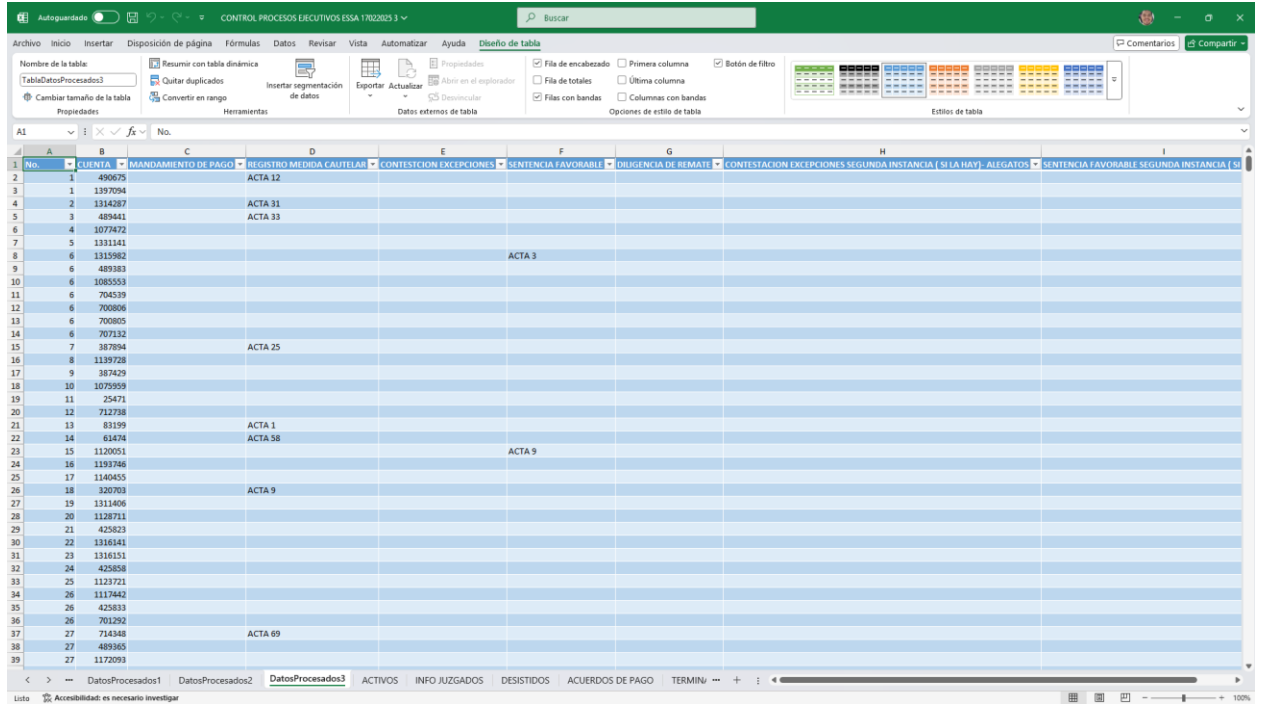 Autoguardado CONTROL PROCESOS EJECUTIVOS ESSA 17022025 3 Buscar
Archivo Inicio Insertar Disposición de página Fórmulas Datos Revisar Vista Automatizar Ayuda Diseño de tabla Comentarios Compartir
Nombre de la tabla: Resumir con tabla dinámica Propiedades Fila de encabezado Primera columna Botón de filtro
TablaDatosProcesados3 Quitar duplicados Insertar segmentación de datos Exportar Actualizar Abrir en el explorador Fila de totales Última columna
Cambiar tamaño de la tabla Convertir en rango Desvincular Filas con bandas Columnas con bandas
Propiedades Herramientas Datos externos de tabla Opciones de estilo de tabla Estilos de tabla
A1 fx No.
A B C D E F G H I
1 No. CUENTA MANDAMIENTO DE PAGO REGISTRO MEDIDA CAUTELAR CONTESTCION EXCEPCIONES SENTENCIA FAVORABLE DILIGENCIA DE REMATE CONTESTACION EXCEPCIONES SEGUNDA INSTANCIA ( SI LA HAY)- ALEGATOS SENTENCIA FAVORABLE SEGUNDA INSTANCIA ( SI
2 1 490675 ACTA 12
3 1 1397094
4 2 1314287 ACTA 31
5 3 489441 ACTA 33
6 4 1077472
7 5 1331141
8 6 1315982 ACTA 3
9 6 489383
10 6 1085553
11 6 704539
12 6 700806
13 6 700805
14 6 707132
15 7 387894 ACTA 25
16 8 1139728
17 9 387429
18 10 1075959
19 11 25471
20 12 712738
21 13 83199 ACTA 1
22 14 61474 ACTA 58
23 15 1120051 ACTA 9
24 16 1193746
25 17 1140455
26 18 320703 ACTA 9
27 19 1311406
28 20 1128711
29 21 425823
30 22 1316141
31 23 1316151
32 24 425858
33 25 1123721
34 26 1117442
35 26 425833
36 26 701292
37 27 714348 ACTA 69
38 27 489365
39 27 1172093
DatosProcesados1 DatosProcesados2 DatosProcesados3 ACTIVOS INFO JUZGADOS DESISTIDOS ACUERDOS DE PAGO TERMINA
Listo Accesibilidad: es necesario investigar 100%